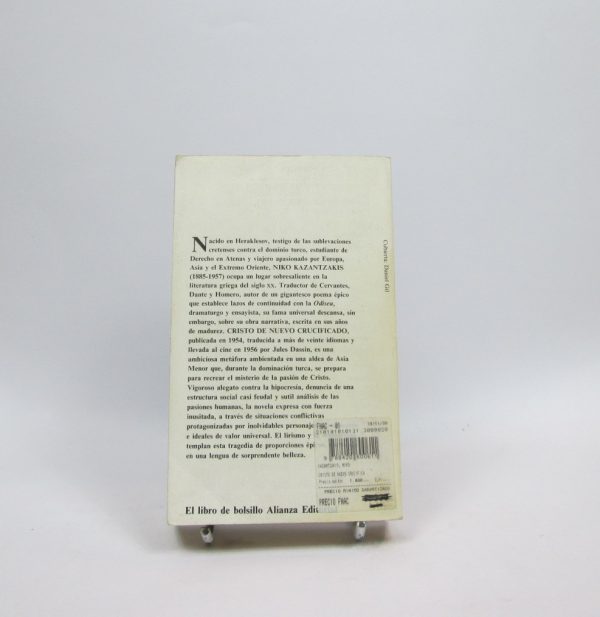 Nacido en Heraklesov, testigo de las sublevaciones
cretenses contra el dominio turco, estudiante de
Derecho en Atenas y viajero apasionado por Europa,
Asia y el Extremo Oriente, NIKO KAZANTZAKIS
(1885-1957) ocupa un lugar sobresaliente en la
literatura griega del siglo XX. Traductor de Cervantes,
Dante y Homero, autor de un gigantesco poema épico
que establece lazos de continuidad con la Odisea,
dramaturgo y ensayista, su fama universal descansa, sin
embargo, sobre su obra narrativa, escrita en sus años
de madurez. CRISTO DE NUEVO CRUCIFICADO,
publicada en 1954, traducida a más de veinte idiomas y
llevada al cine en 1956 por Jules Dassin, es una
ambiciosa metáfora ambientada en una aldea de Asia
Menor que, durante la dominación turca, se prepara
para recrear el misterio de la pasión de Cristo.
Vigoroso alegato contra la hipocresía, denuncia de una
estructura social casi feudal y sutil análisis de las
pasiones humanas, la novela expresa con fuerza
inusitada, a través de situaciones conflictivas
protagonizadas por inolvidables personaje
e ideales de valor universal. El lirismo y
templan esta tragedia de proporciones épi
en una lengua de sorprendente belleza.
El libro de bolsillo Alianza Edit
Cubierta Daniel Gil
FNAC - 05
PRECIO MINIMO GARANTIZADO
PRECIO FNAC